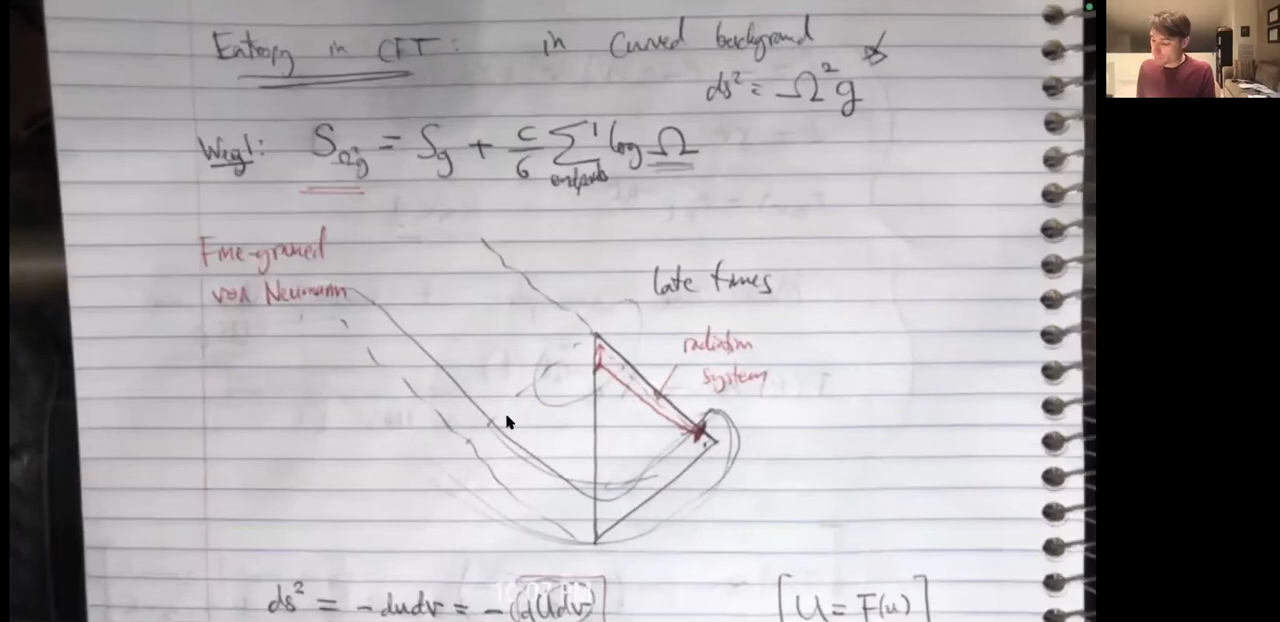 Entropy in CFT: in Curved background
ds² = Ω²g
Weyl: S_Ω²g = S_g + c/6 Σ log Ω
endpoints
Fine-grained
von Neumann
late times
radiation
system
ds² = -dudv = -(dUdv)
[U = F(u)]